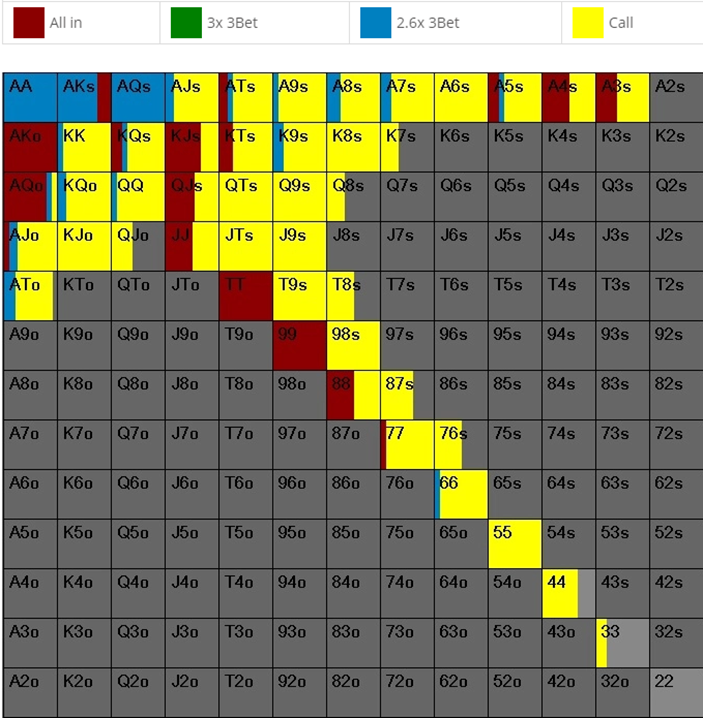 All in 3x 3Bet 2.6x 3Bet Call
AA AKs AQs AJs ATs A9s A8s A7s A6s A5s A4s A3s A2s
AKo KK KQs KJs KTs K9s K8s K7s K6s K5s K4s K3s K2s
AQo KQo QQ QJs QTs Q9s Q8s Q7s Q6s Q5s Q4s Q3s Q2s
AJo KJo QJo JJ JTs J9s J8s J7s J6s J5s J4s J3s J2s
ATo KTo QTo JTo TT T9s T8s T7s T6s T5s T4s T3s T2s
A9o K9o Q9o J9o T9o 99 98s 97s 96s 95s 94s 93s 92s
A8o K8o Q8o J8o T8o 98o 88 87s 86s 85s 84s 83s 82s
A7o K7o Q7o J7o T7o 97o 87o 77 76s 75s 74s 73s 72s
A6o K6o Q6o J6o T6o 96o 86o 76o 66 65s 64s 63s 62s
A5o K5o Q5o J5o T5o 95o 85o 75o 65o 55 54s 53s 52s
A4o K4o Q4o J4o T4o 94o 84o 74o 64o 54o 44 43s 42s
A3o K3o Q3o J3o T3o 93o 83o 73o 63o 53o 43o 33 32s
A2o K2o Q2o J2o T2o 92o 82o 72o 62o 52o 42o 32o 22